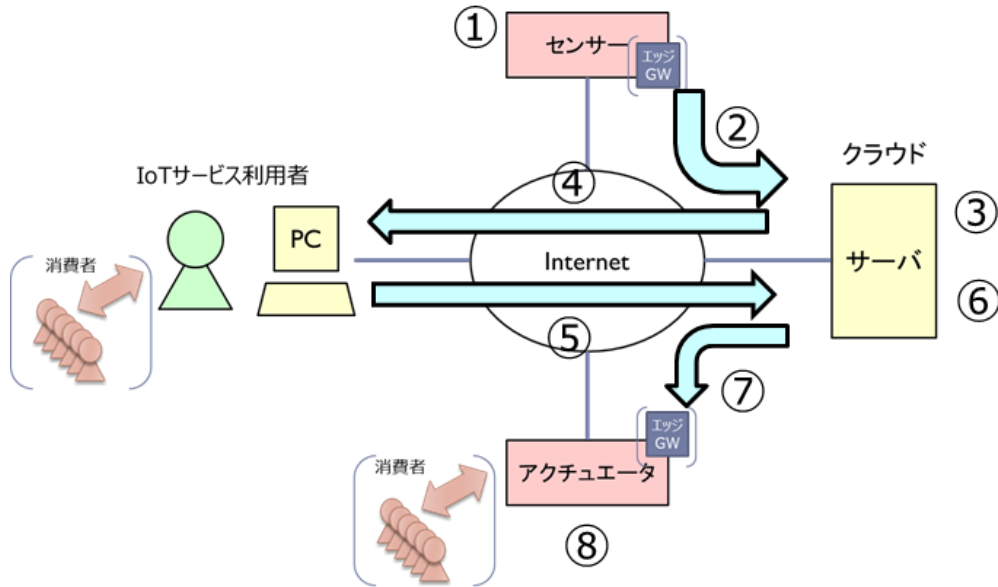 ①
センサー
エッジ
GW
②
クラウド
IoTサービス利用者
④
③
PC
消費者
Internet
サーバ
⑥
⑤
⑦
エッジ
GW
消費者
アクチュエータ
⑧